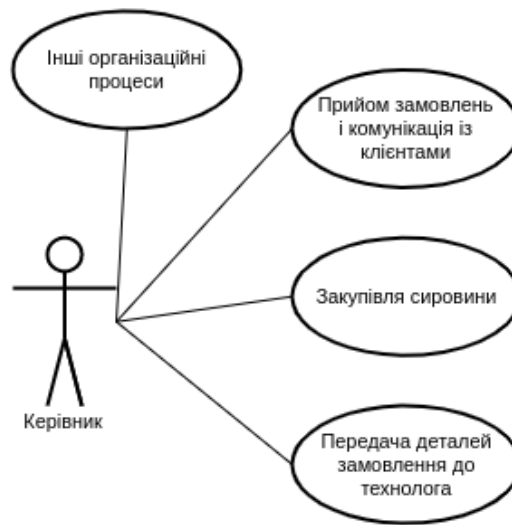 Інші організаційні
процеси
Прийом замовлень
і комунікація із
клієнтами
Закупівля сировини
Керівник
Передача деталей
замовлення до
технолога